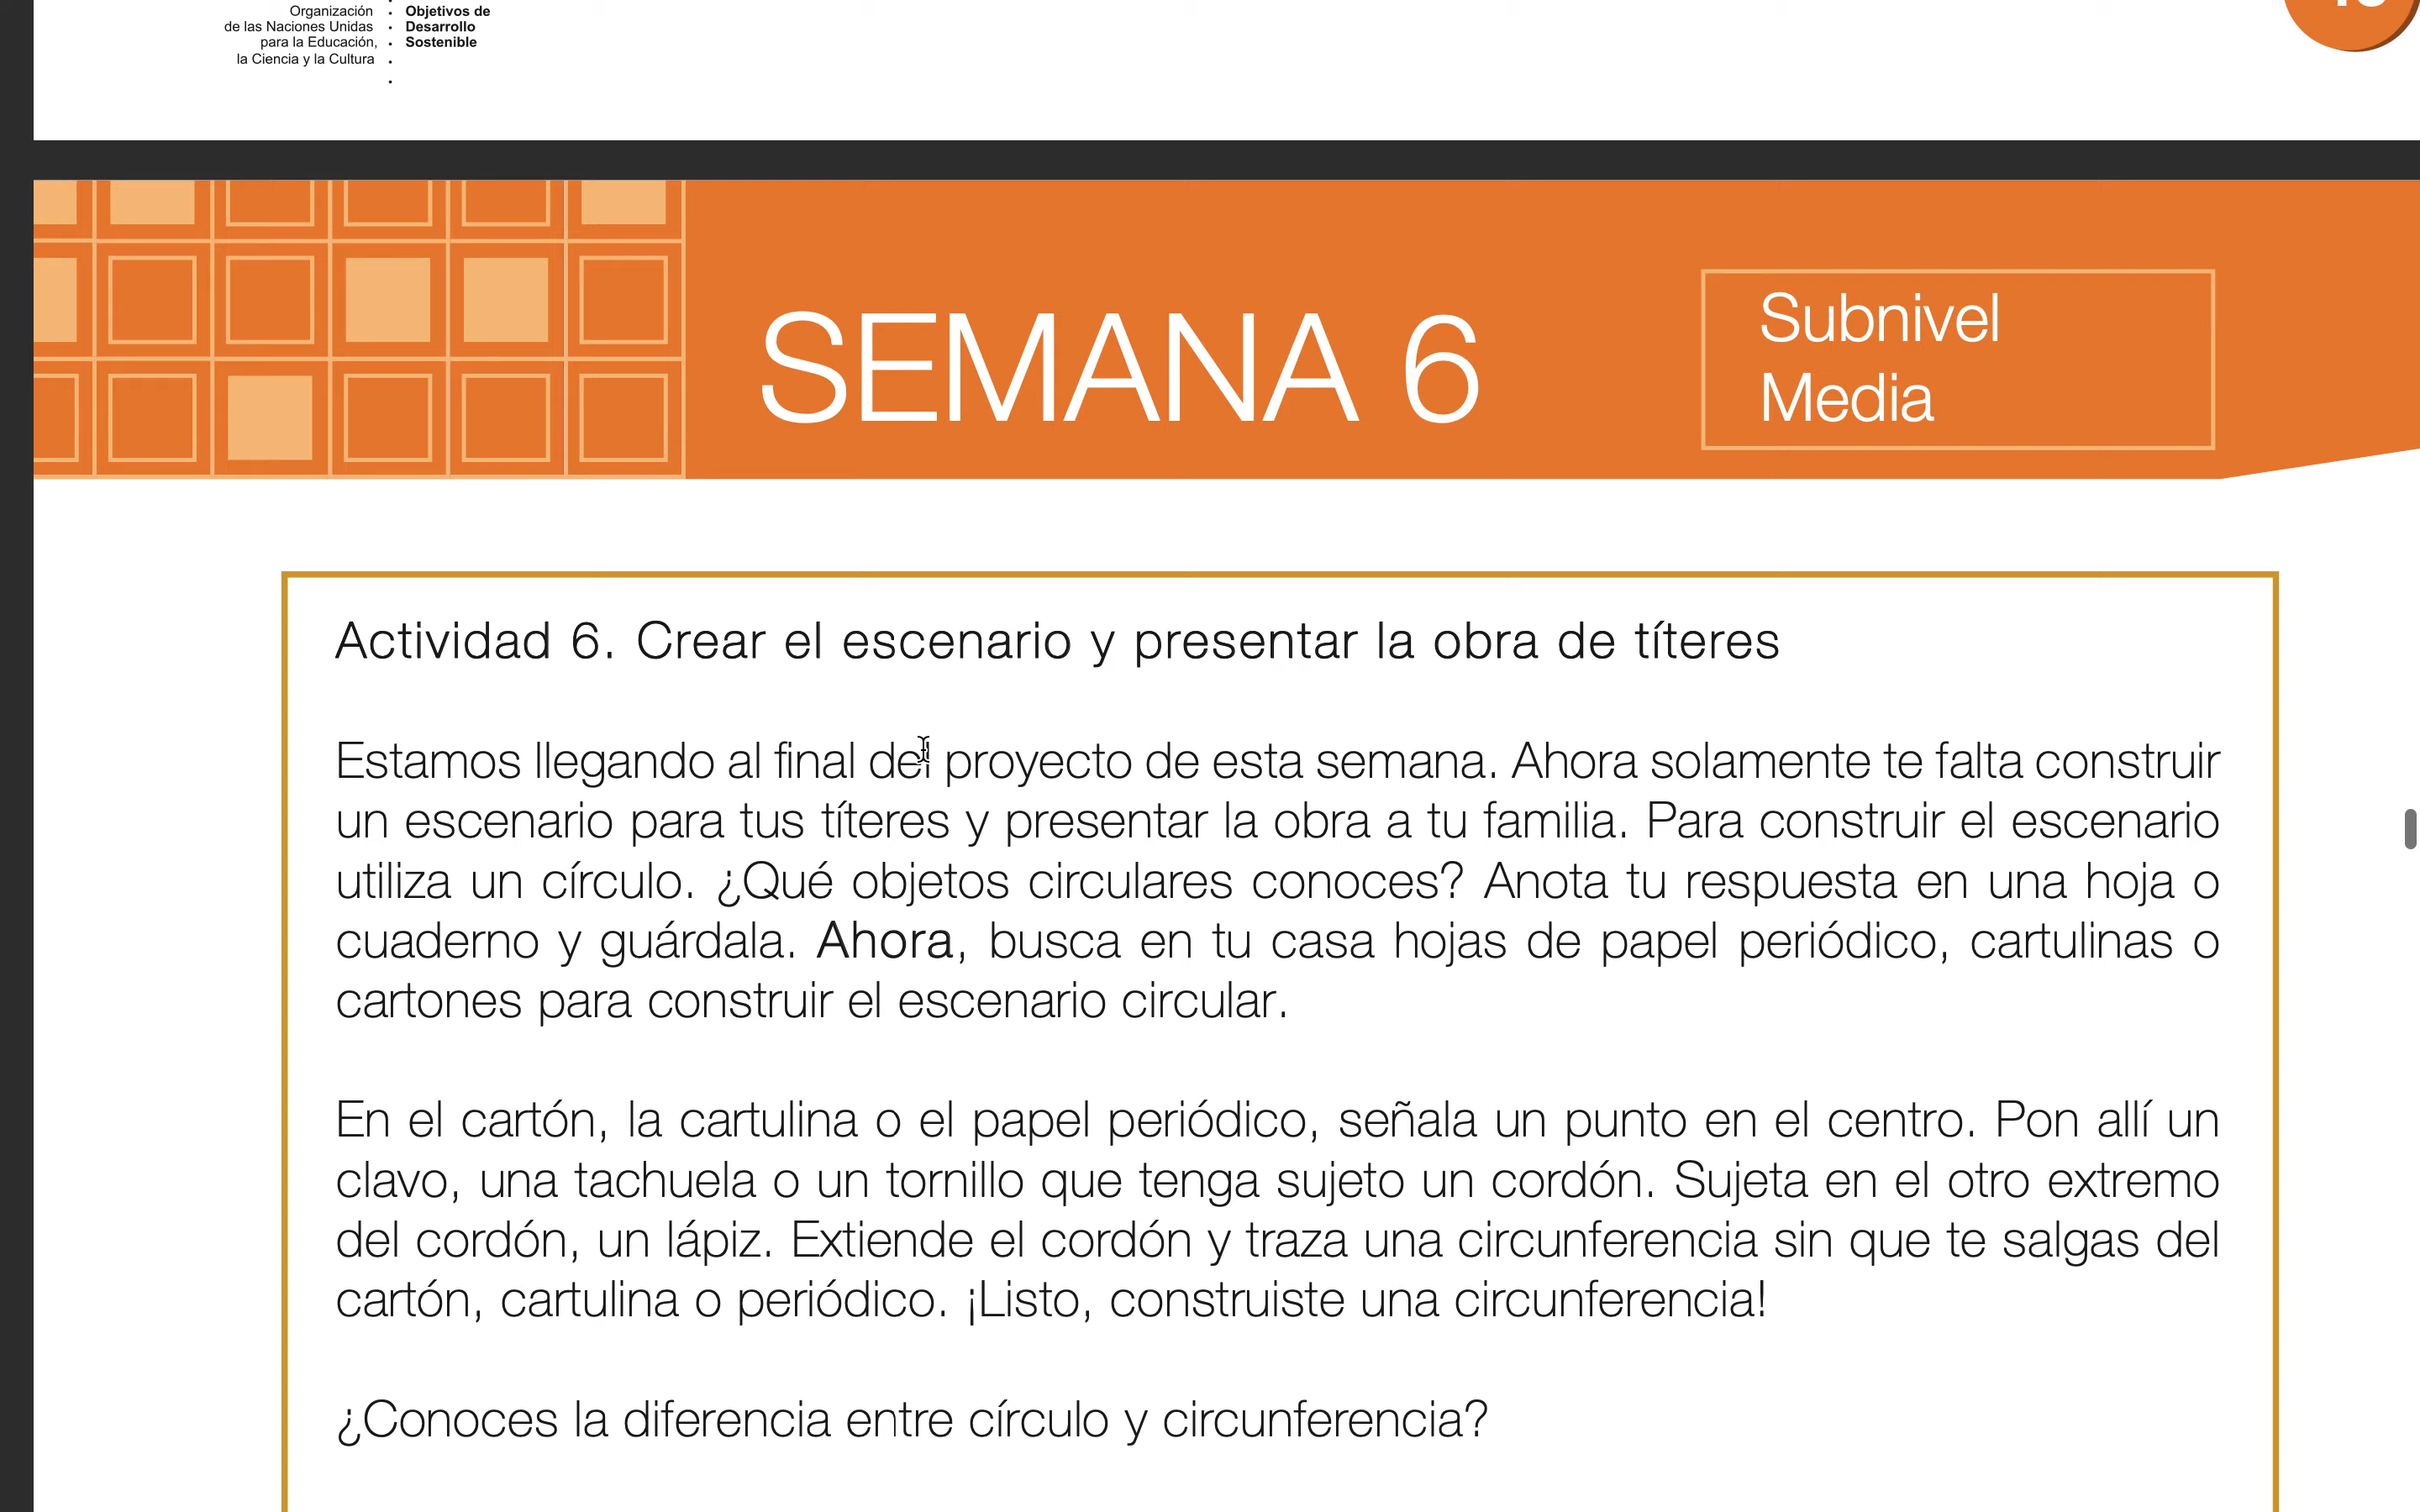 Organización
de las Naciones Unidas
para la Educación,
la Ciencia y la Cultura
Objetivos de
Desarrollo
Sostenible
SEMANA 6
Subnivel
Media
Actividad 6. Crear el escenario y presentar la obra de títeres
Estamos llegando al final del proyecto de esta semana. Ahora solamente te falta construir
un escenario para tus títeres y presentar la obra a tu familia. Para construir el escenario
utiliza un círculo. ¿Qué objetos circulares conoces? Anota tu respuesta en una hoja o
cuaderno y guárdala. Ahora, busca en tu casa hojas de papel periódico, cartulinas o
cartones para construir el escenario circular.
En el cartón, la cartulina o el papel periódico, señala un punto en el centro. Pon allí un
clavo, una tachuela o un tornillo que tenga sujeto un cordón. Sujeta en el otro extremo
del cordón, un lápiz. Extiende el cordón y traza una circunferencia sin que te salgas del
cartón, cartulina o periódico. ¡Listo, construiste una circunferencia!
¿Conoces la diferencia entre círculo y circunferencia?